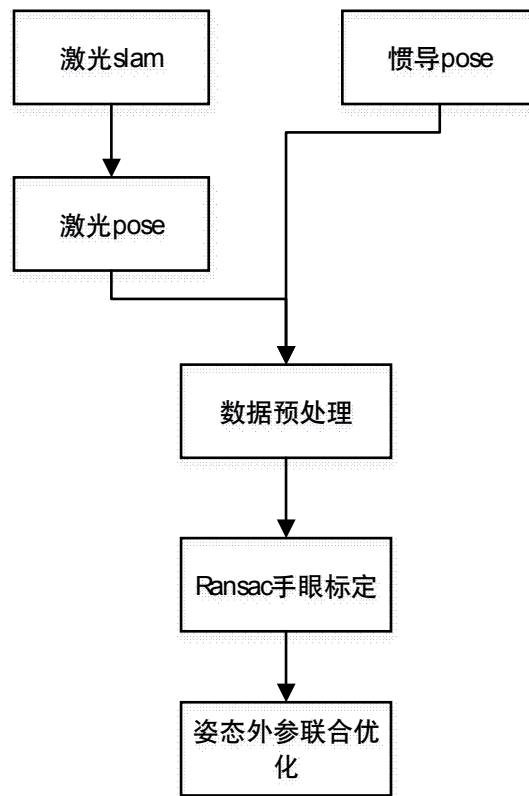 激光slam
惯导pose
激光pose
数据预处理
Ransac手眼标定
姿态外参联合优
化